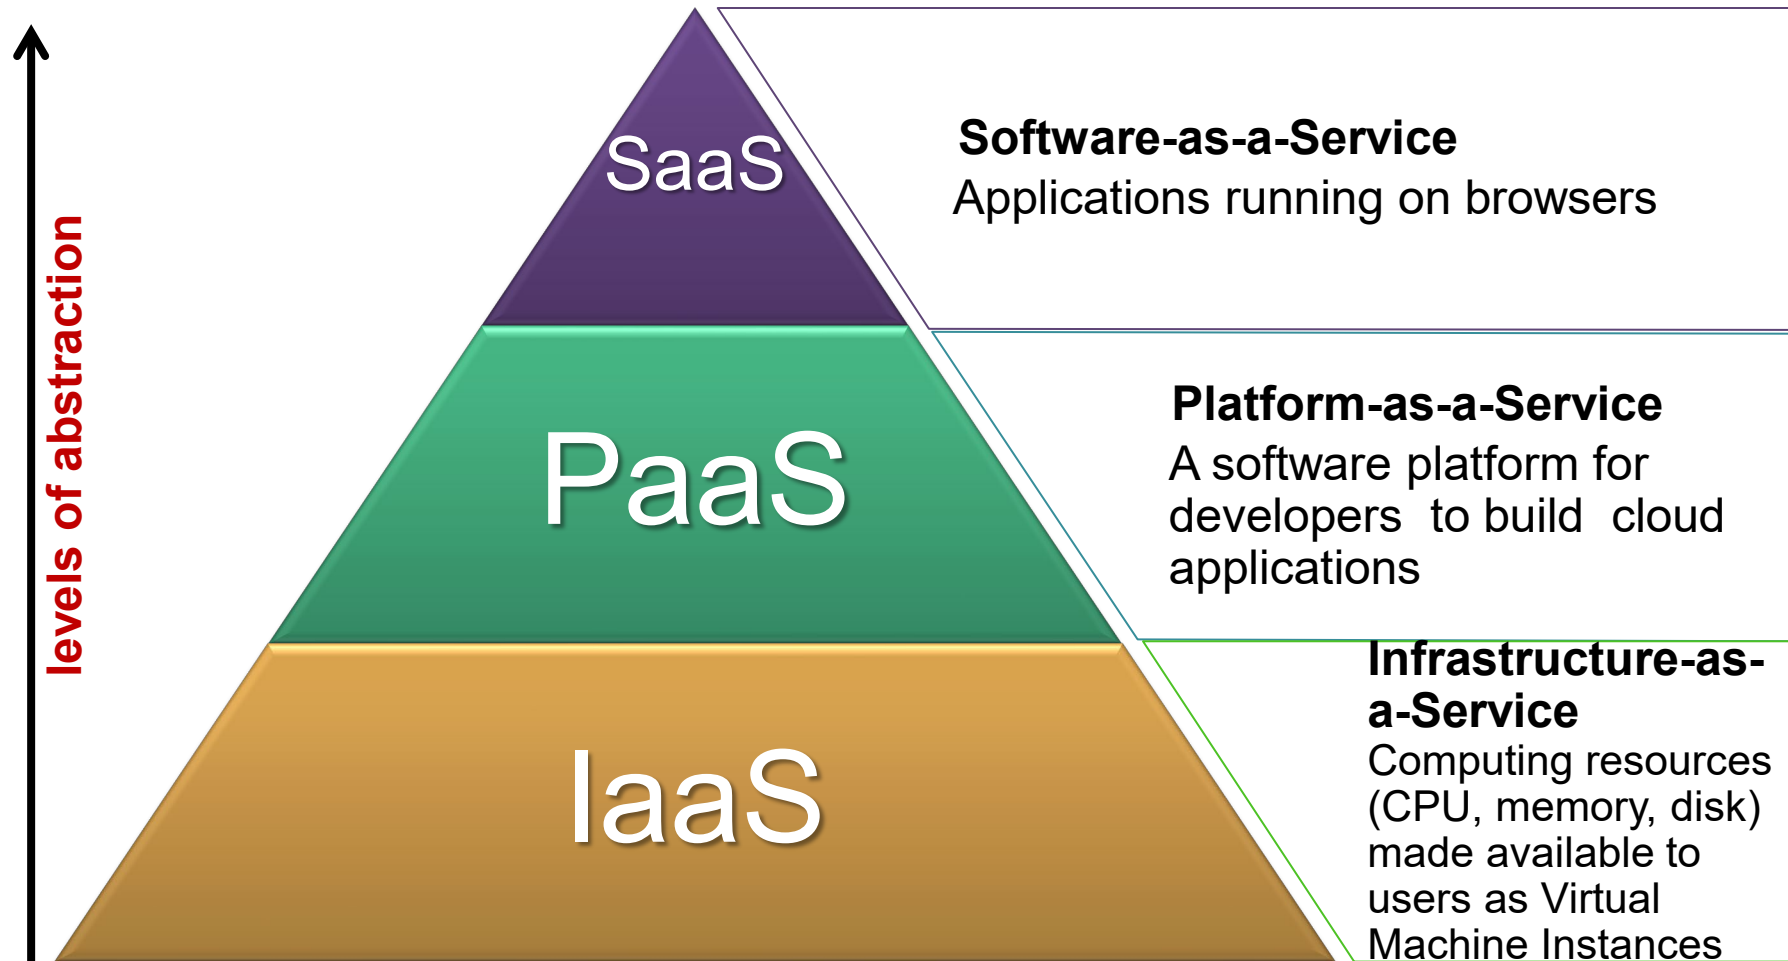 levels of abstraction
SaaS
Software-as-a-Service
Applications running on browsers
PaaS
Platform-as-a-Service
A software platform for
developers to build cloud
applications
IaaS
Infrastructure-as-
a-Service
Computing resources
(CPU, memory, disk)
made available to
users as Virtual
Machine Instances